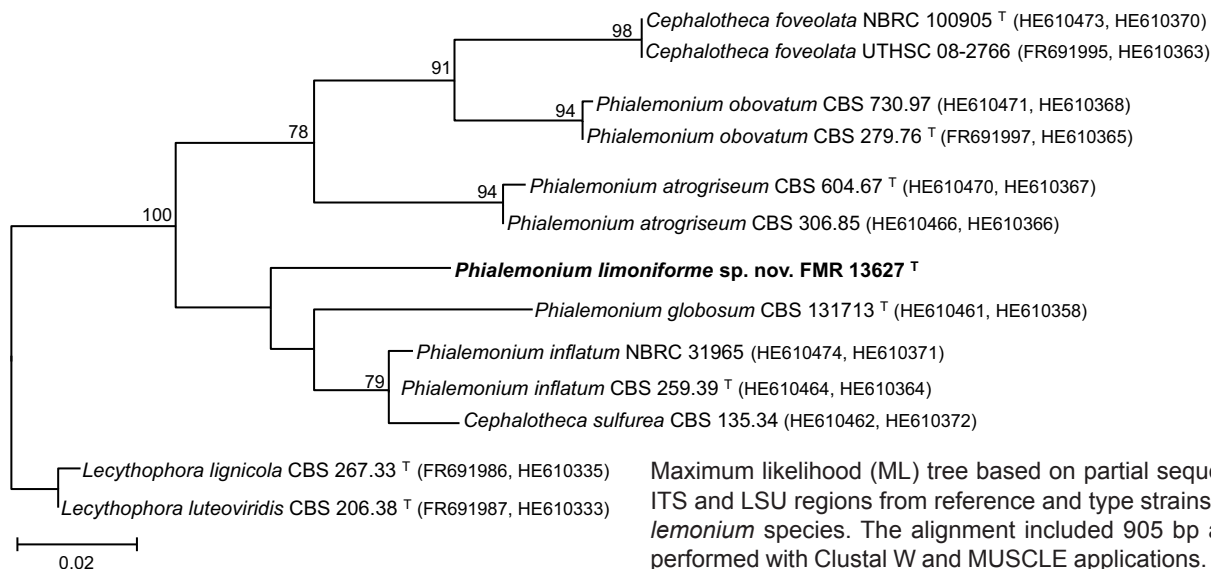 Cephalotheca foveolata NBRC 100905 T (HE610473, HE610370)
98
Cephalotheca foveolata UTHSC 08-2766 (FR691995, HE610363)
91
Phialemonium obovatum CBS 730.97 (HE610471, HE610368)
94
Phialemonium obovatum CBS 279.76 T (FR691997, HE610365)
78
Phialemonium atrogriseum CBS 604.67 T (HE610470, HE610367)
94
Phialemonium atrogriseum CBS 306.85 (HE610466, HE610366)
100
Phialemonium limoniforme sp. nov. FMR 13627 T
Phialemonium globosum CBS 131713 T (HE610461, HE610358)
Phialemonium inflatum NBRC 31965 (HE610474, HE610371)
79
Phialemonium inflatum CBS 259.39 T (HE610464, HE610364)
Cephalotheca sulfurea CBS 135.34 (HE610462, HE610372)
Lecythophora lignicola CBS 267.33 T (FR691986, HE610335)
Lecythophora luteoviridis CBS 206.38 T (FR691987, HE610333)
0.02
Maximum likelihood (ML) tree based on partial seque
ITS and LSU regions from reference and type strains
lemonium species. The alignment included 905 bp a
performed with Clustal W and MUSCLE applications.